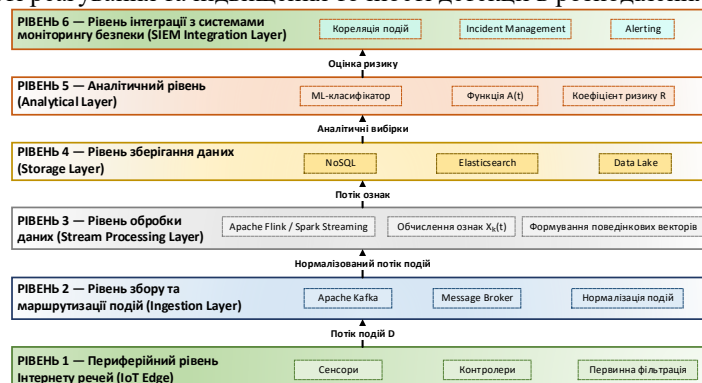 РІВЕНЬ 6 — Рівень інтеграції з системами
моніторингу безпеки (SIEM Integration Layer)
Кореляція подій
Incident Management
Alerting
Оцінка ризику
РІВЕНЬ 5 — Аналітичний рівень
(Analytical Layer)
ML-класифікатор
Функція A(t)
Коефіцієнт ризику R
Аналітичні вибірки
РІВЕНЬ 4 — Рівень зберігання даних
(Storage Layer)
NoSQL
Elasticsearch
Data Lake
Потік ознак
РІВЕНЬ 3 — Рівень обробки
даних (Stream Processing Layer)
Apache Flink / Spark Streaming
Обчислення ознак Xₖ(t)
Формування поведінкових векторів
Нормалізований потік подій
РІВЕНЬ 2 — Рівень збору та
маршрутизації подій (Ingestion Layer)
Apache Kafka
Message Broker
Нормалізація подій
Потік подій D
РІВЕНЬ 1 — Периферійний рівень
Інтернету речей (IoT Edge)
Сенсори
Контролери
Первинна фільтрація